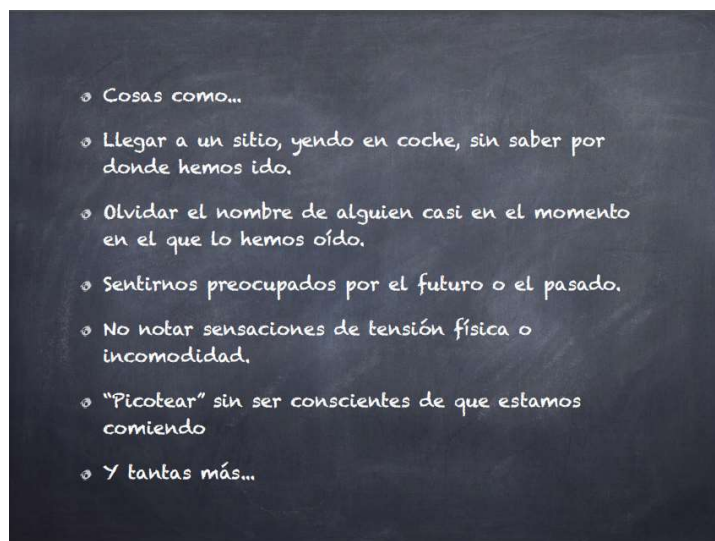 Cosas como...
Llegar a un sitio, yendo en coche, sin saber por
donde hemos ido.
Olvidar el nombre de alguien casi en el momento
en el que lo hemos oído.
Sentirnos preocupados por el futuro o el pasado.
No notar sensaciones de tensión física o
incomodidad.
“Picotear” sin ser conscientes de que estamos
comiendo
Y tantas más...